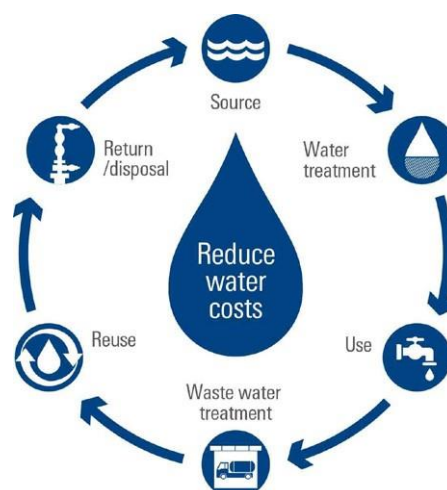 Source
Water
treatment
Use
Waste water
treatment
Reuse
Return
/disposal
Reduce
water
costs